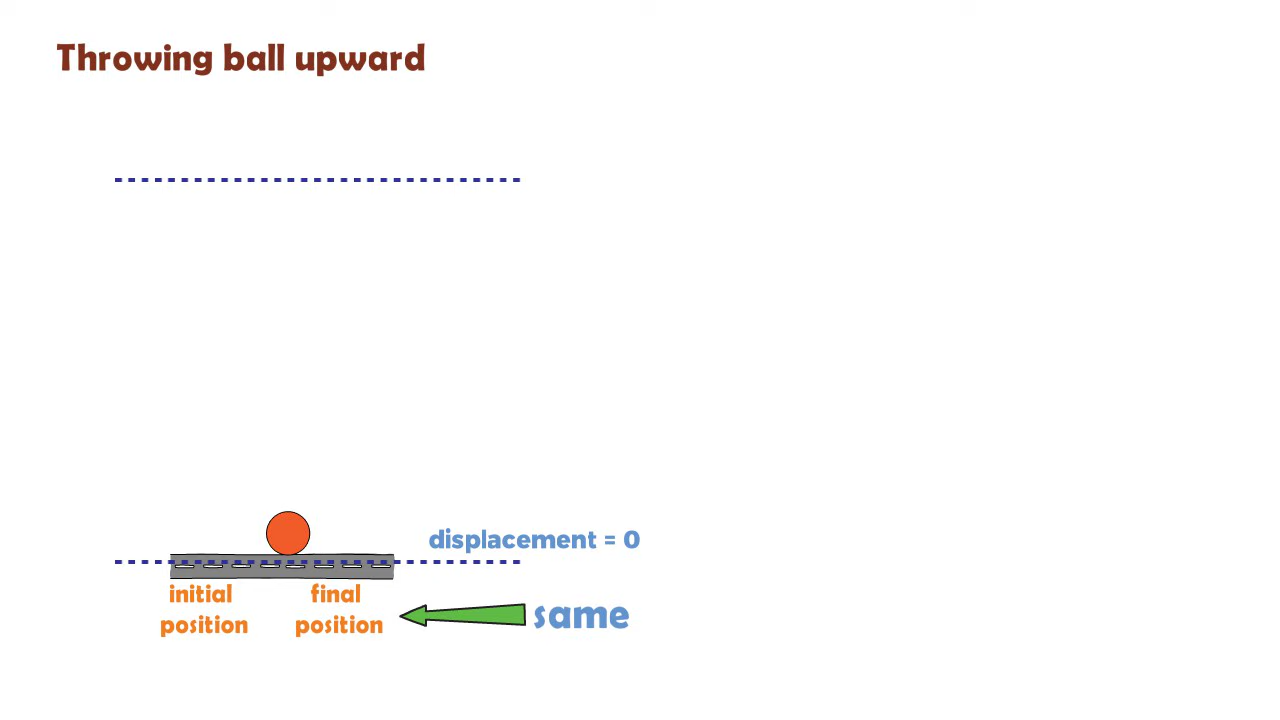 Throwing ball upward
displacement = 0
initial final
position position
same